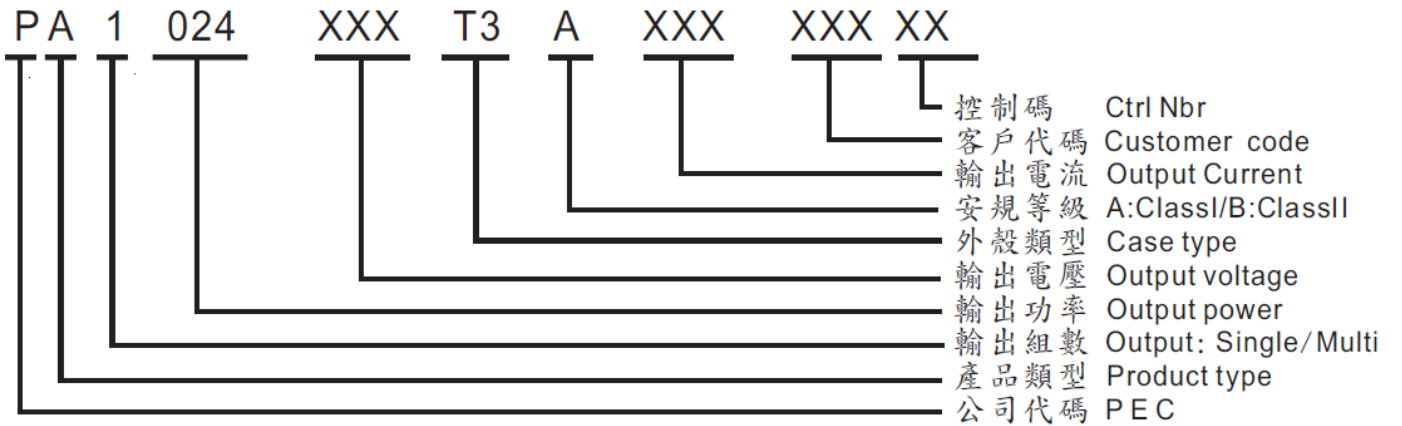 P A 1 024 XXX T3 A XXX XXX XX
控制碼 Ctrl Nbr
客戶代碼 Customer code
輸出電流 Output Current
安規等級 A:ClassI/B:ClassII
外殼類型 Case type
輸出電壓 Output voltage
輸出功率 Output power
輸出組數 Output: Single/Multi
產品類型 Product type
公司代碼 PEC